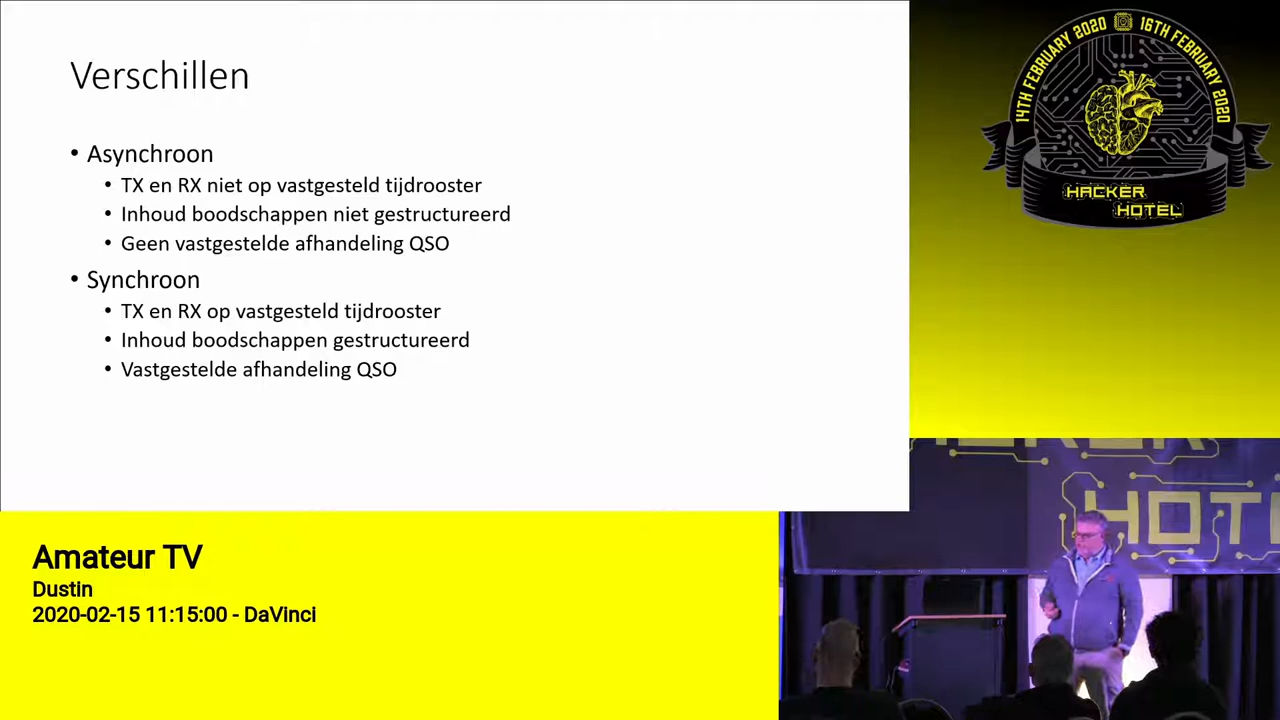 Verschillen
• Asynchroon
• TX en RX niet op vastgesteld tijdrooster
• Inhoud boodschappen niet gestructureerd
• Geen vastgestelde afhandeling QSO
• Synchroon
• TX en RX op vastgesteld tijdrooster
• Inhoud boodschappen gestructureerd
• Vastgestelde afhandeling QSO
14TH FEBRUARY 2020 16TH FEBRUARY 2020
HACKER
HOTEL
HOT
Amateur TV
Dustin
2020-02-15 11:15:00 - DaVinci